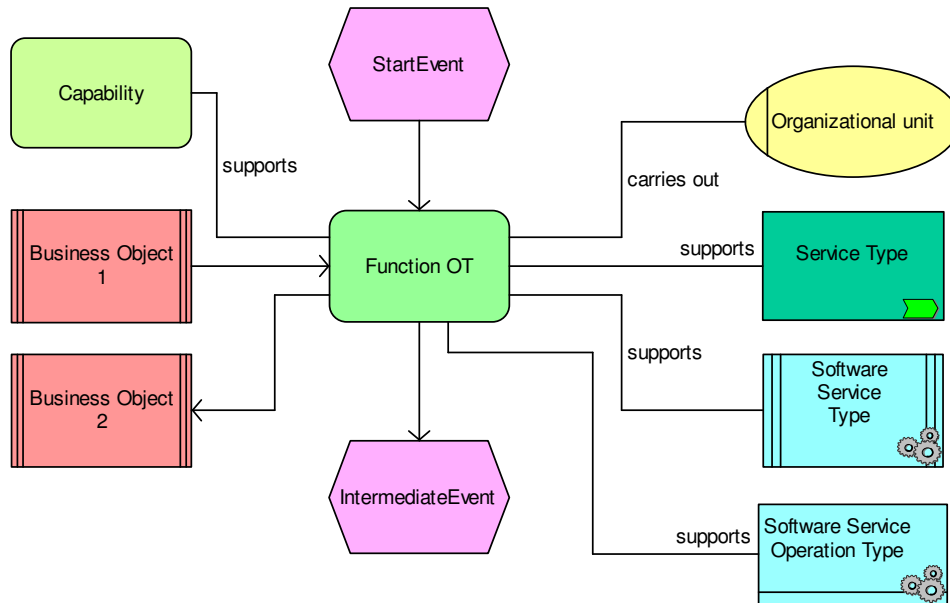 StartEvent
Capability
Organizational unit
supports
carries out
Business Object
1
Function OT
supports
Service Type
Business Object
2
supports
Software
Service
Type
IntermediateEvent
supports
Software Service
Operation Type